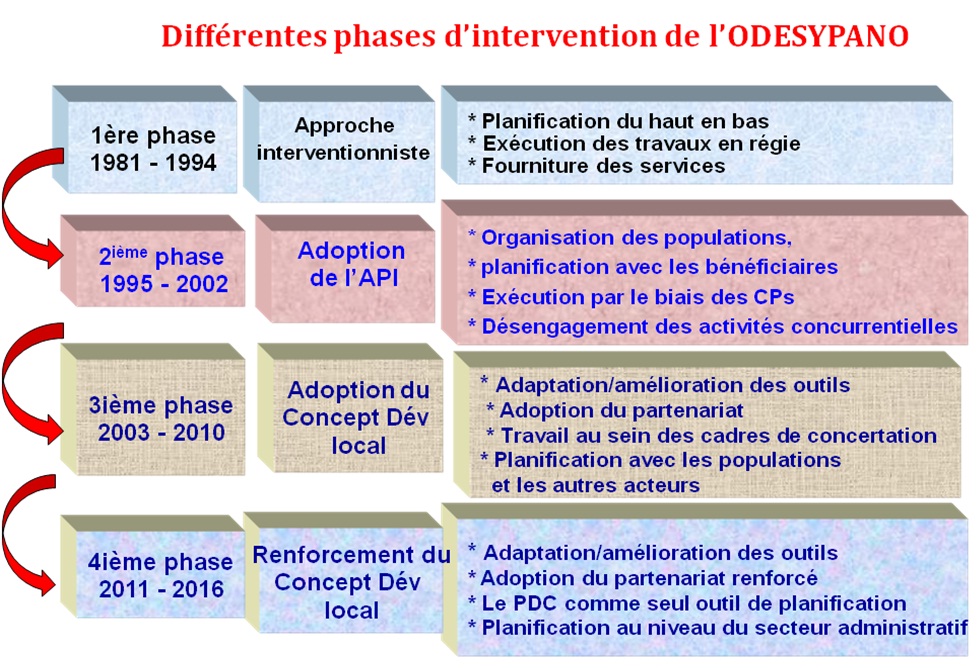 Différentes phases d’intervention de l’ODESYPANO
1ère phase
1981 - 1994
Approche
interventionniste
* Planification du haut en bas
* Exécution des travaux en régie
* Fourniture des services
2ième phase
1995 - 2002
Adoption
de l’API
* Organisation des populations,
* planification avec les bénéficiaires
* Exécution par le biais des CPs
* Désengagement des activités concurrentielles
3ième phase
2003 - 2010
Adoption du
Concept Dév
local
* Adaptation/amélioration des outils
* Adoption du partenariat
* Travail au sein des cadres de concertation
* Planification avec les populations
et les autres acteurs
4ième phase
2011 - 2016
Renforcement du
Concept Dév
local
* Adaptation/amélioration des outils
* Adoption du partenariat renforcé
* Le PDC comme seul outil de planification
* Planification au niveau du secteur administratif